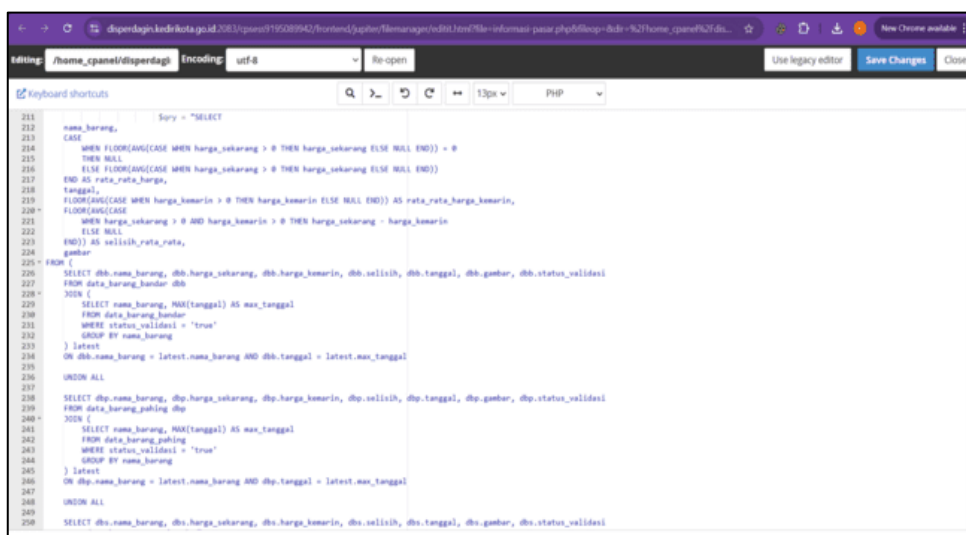 disperdagin.kedirikota.go.id:2083/cpsess9195089942/frontend/jupiter/filemanager/editit.html?file=informasi-pasar.php&fileop=&dir=%2Fhome_cpanel%2Fdis...
New Chrome available
Editing: /home_cpanel/disperdagi Encoding: utf-8 Re-open Use legacy editor Save Changes Close
Keyboard shortcuts 13px PHP
211 $qry = "SELECT
212 nama_barang,
213 CASE
214 WHEN FLOOR(AVG(CASE WHEN harga_sekarang > 0 THEN harga_sekarang ELSE NULL END)) = 0
215 THEN NULL
216 ELSE FLOOR(AVG(CASE WHEN harga_sekarang > 0 THEN harga_sekarang ELSE NULL END))
217 END AS rata_rata_harga,
218 tanggal,
219 FLOOR(AVG(CASE WHEN harga_kemarin > 0 THEN harga_kemarin ELSE NULL END)) AS rata_rata_harga_kemarin,
220 FLOOR(AVG(CASE
221 WHEN harga_sekarang > 0 AND harga_kemarin > 0 THEN harga_sekarang - harga_kemarin
222 ELSE NULL
223 END)) AS selisih_rata_rata,
224 gambar
225 FROM (
226 SELECT dbb.nama_barang, dbb.harga_sekarang, dbb.harga_kemarin, dbb.selisih, dbb.tanggal, dbb.gambar, dbb.status_validasi
227 FROM data_barang_bandar dbb
228 JOIN (
229 SELECT nama_barang, MAX(tanggal) AS max_tanggal
230 FROM data_barang_bandar
231 WHERE status_validasi = 'true'
232 GROUP BY nama_barang
233 ) latest
234 ON dbb.nama_barang = latest.nama_barang AND dbb.tanggal = latest.max_tanggal
235
236 UNION ALL
237
238 SELECT dbp.nama_barang, dbp.harga_sekarang, dbp.harga_kemarin, dbp.selisih, dbp.tanggal, dbp.gambar, dbp.status_validasi
239 FROM data_barang_pahing dbp
240 JOIN (
241 SELECT nama_barang, MAX(tanggal) AS max_tanggal
242 FROM data_barang_pahing
243 WHERE status_validasi = 'true'
244 GROUP BY nama_barang
245 ) latest
246 ON dbp.nama_barang = latest.nama_barang AND dbp.tanggal = latest.max_tanggal
247
248 UNION ALL
249
250 SELECT dbs.nama_barang, dbs.harga_sekarang, dbs.harga_kemarin, dbs.selisih, dbs.tanggal, dbs.gambar, dbs.status_validasi